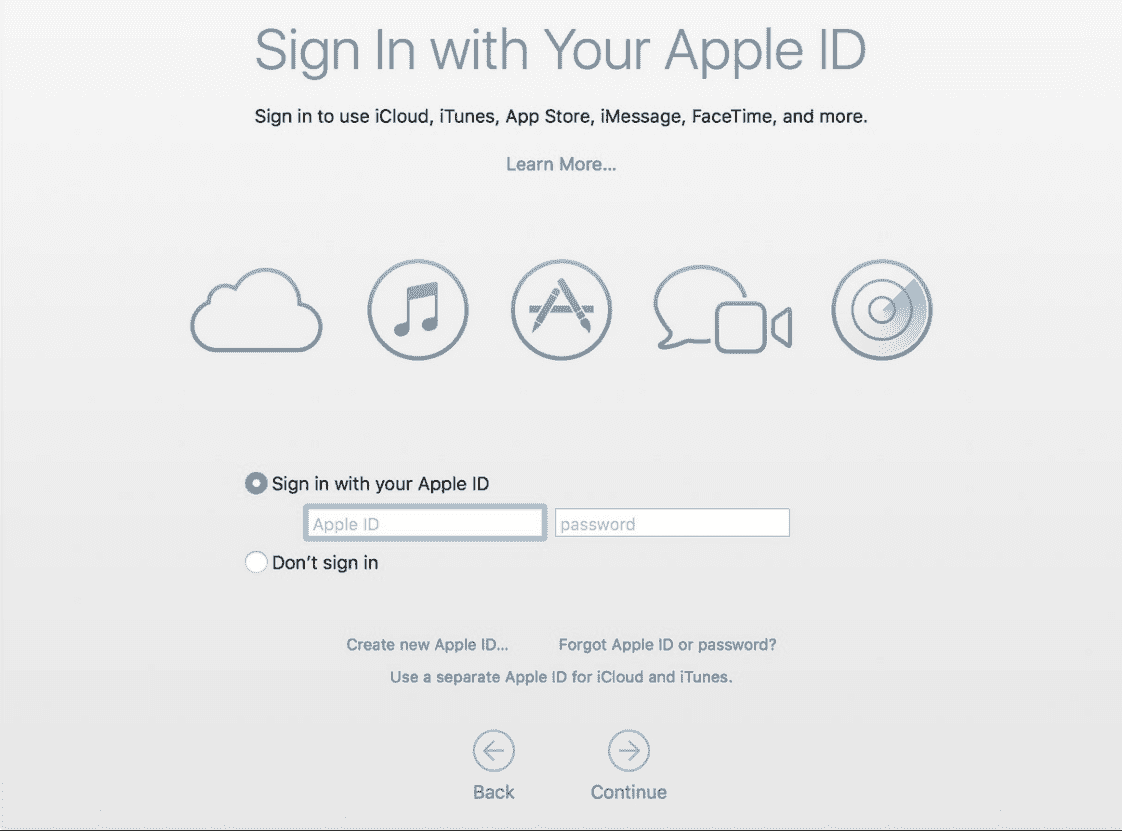 Sign In with Your Apple ID
Sign in to use iCloud, iTunes, App Store, iMessage, FaceTime, and more.
Learn More...
Sign in with your Apple ID
Apple ID password
Don't sign in
Create new Apple ID... Forgot Apple ID or password?
Use a separate Apple ID for iCloud and iTunes.
Back Continue